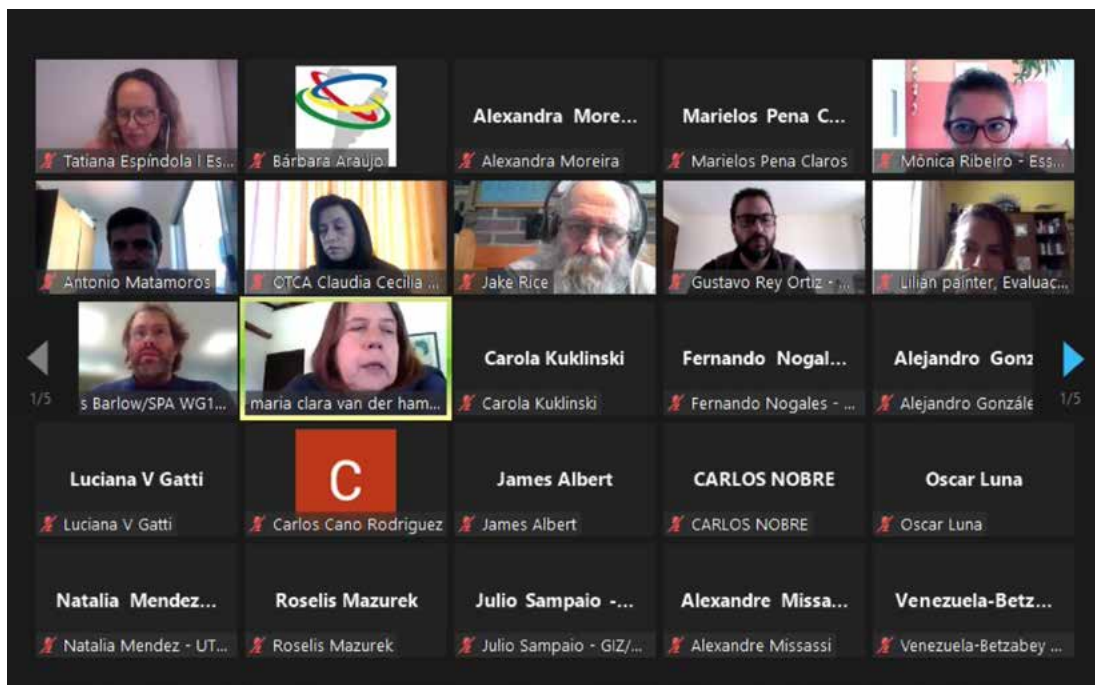 Tatiana Espíndola | Es...
Bárbara Araújo
Alexandra More...
Alexandra Moreira
Marielos Pena C...
Marielos Pena Claros
Mônica Ribeiro - Ess...
Antonio Matamoros
OTCA Claudia Cecilia ...
Jake Rice
Gustavo Rey Ortiz - ...
Lilian painter, Evaluac...
1/5
s Barlow/SPA WG1...
maria clara van der ham...
Carola Kuklinski
Carola Kuklinski
Fernando Nogal...
Fernando Nogales - ...
Alejandro Gonz
Alejandro Gonzále
1/5
Luciana V Gatti
Luciana V Gatti
C
Carlos Cano Rodriguez
James Albert
James Albert
CARLOS NOBRE
CARLOS NOBRE
Oscar Luna
Oscar Luna
Natalia Mendez...
Natalia Mendez - UT...
Roselis Mazurek
Roselis Mazurek
Julio Sampaio -...
Julio Sampaio - GIZ/...
Alexandre Missa...
Alexandre Missassi
Venezuela-Betz...
Venezuela-Betzabey ...